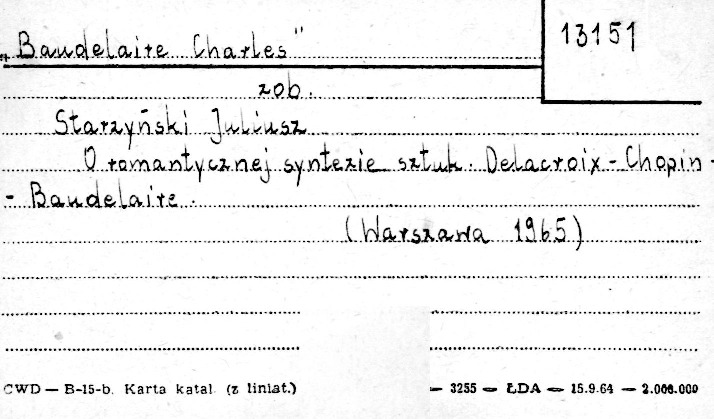 „Baudelaire Charles"
13151
zob.
Starzyński Juliusz
O romantycznej syntezie sztuk. Delacroix - Chopin -
- Baudelaire.
(Warszawa 1965)
CWD — B-15-b. Karta katal. (z liniat.) — 3255 — ŁDA — 15.9.64 — 2.000.000